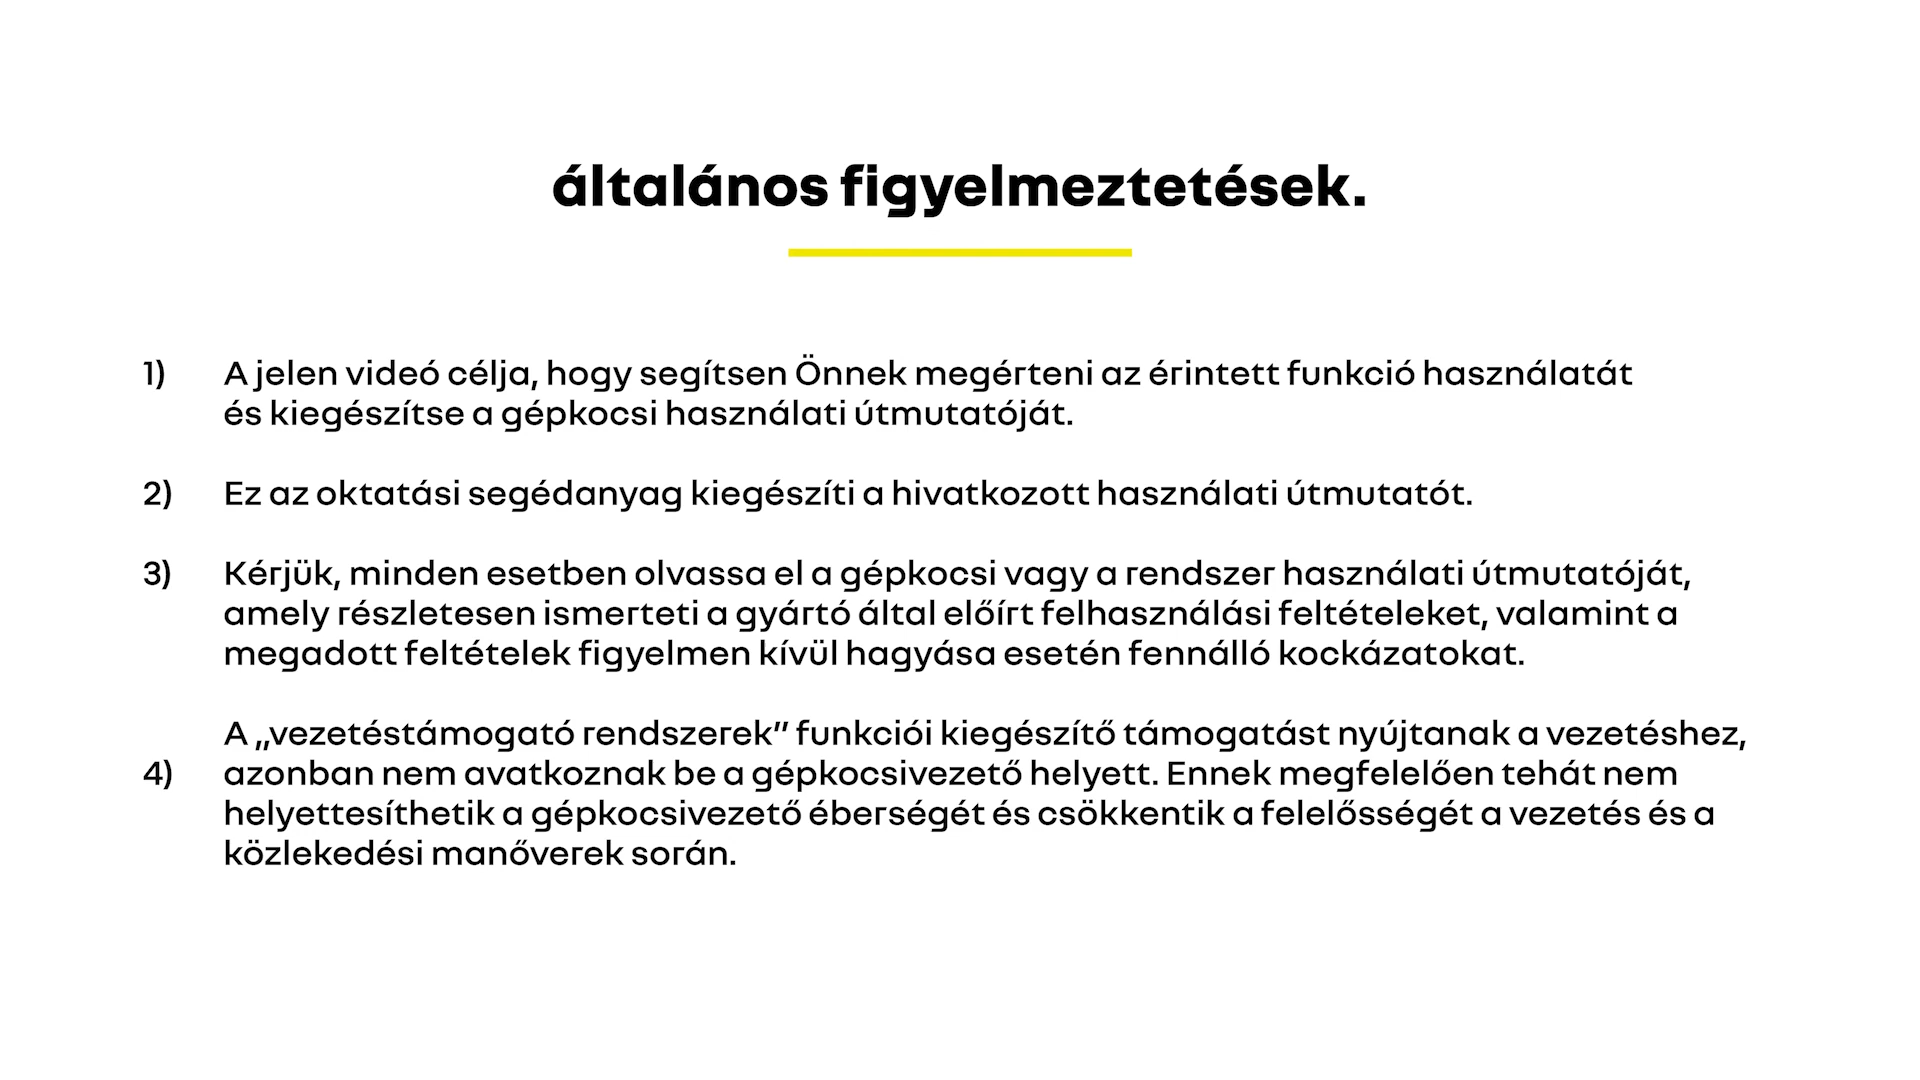 általános figyelmeztetések.
1) A jelen videó célja, hogy segítsen Önnek megérteni az érintett funkció használatát
és kiegészítse a gépkocsi használati útmutatóját.
2) Ez az oktatási segédanyag kiegészíti a hivatkozott használati útmutatót.
3) Kérjük, minden esetben olvassa el a gépkocsi vagy a rendszer használati útmutatóját,
amely részletesen ismerteti a gyártó által előírt felhasználási feltételeket, valamint a
megadott feltételek figyelmen kívül hagyása esetén fennálló kockázatokat.
A „vezetéstámogató rendszerek” funkciói kiegészítő támogatást nyújtanak a vezetéshez,
4) azonban nem avatkoznak be a gépkocsivezető helyett. Ennek megfelelően tehát nem
helyettesíthetik a gépkocsivezető éberségét és csökkentik a felelősségét a vezetés és a
közlekedési manőverek során.